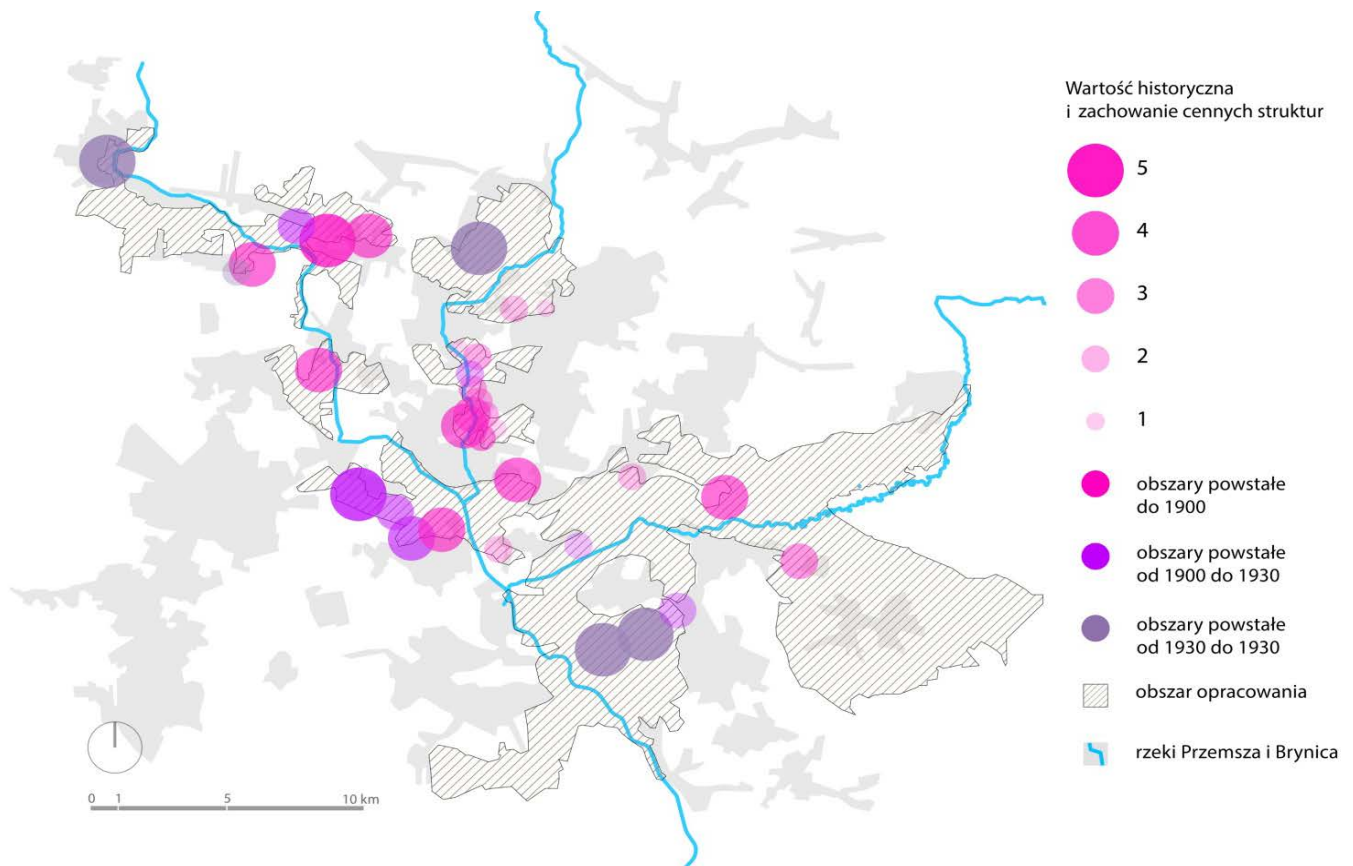 Wartość historyczna
i zachowanie cennych struktur
5
4
3
2
1
obszary powstałe
do 1900
obszary powstałe
od 1900 do 1930
obszary powstałe
od 1930 do 1930
obszar opracowania
rzeki Przemsza i Brynica
0 1 5 10 km